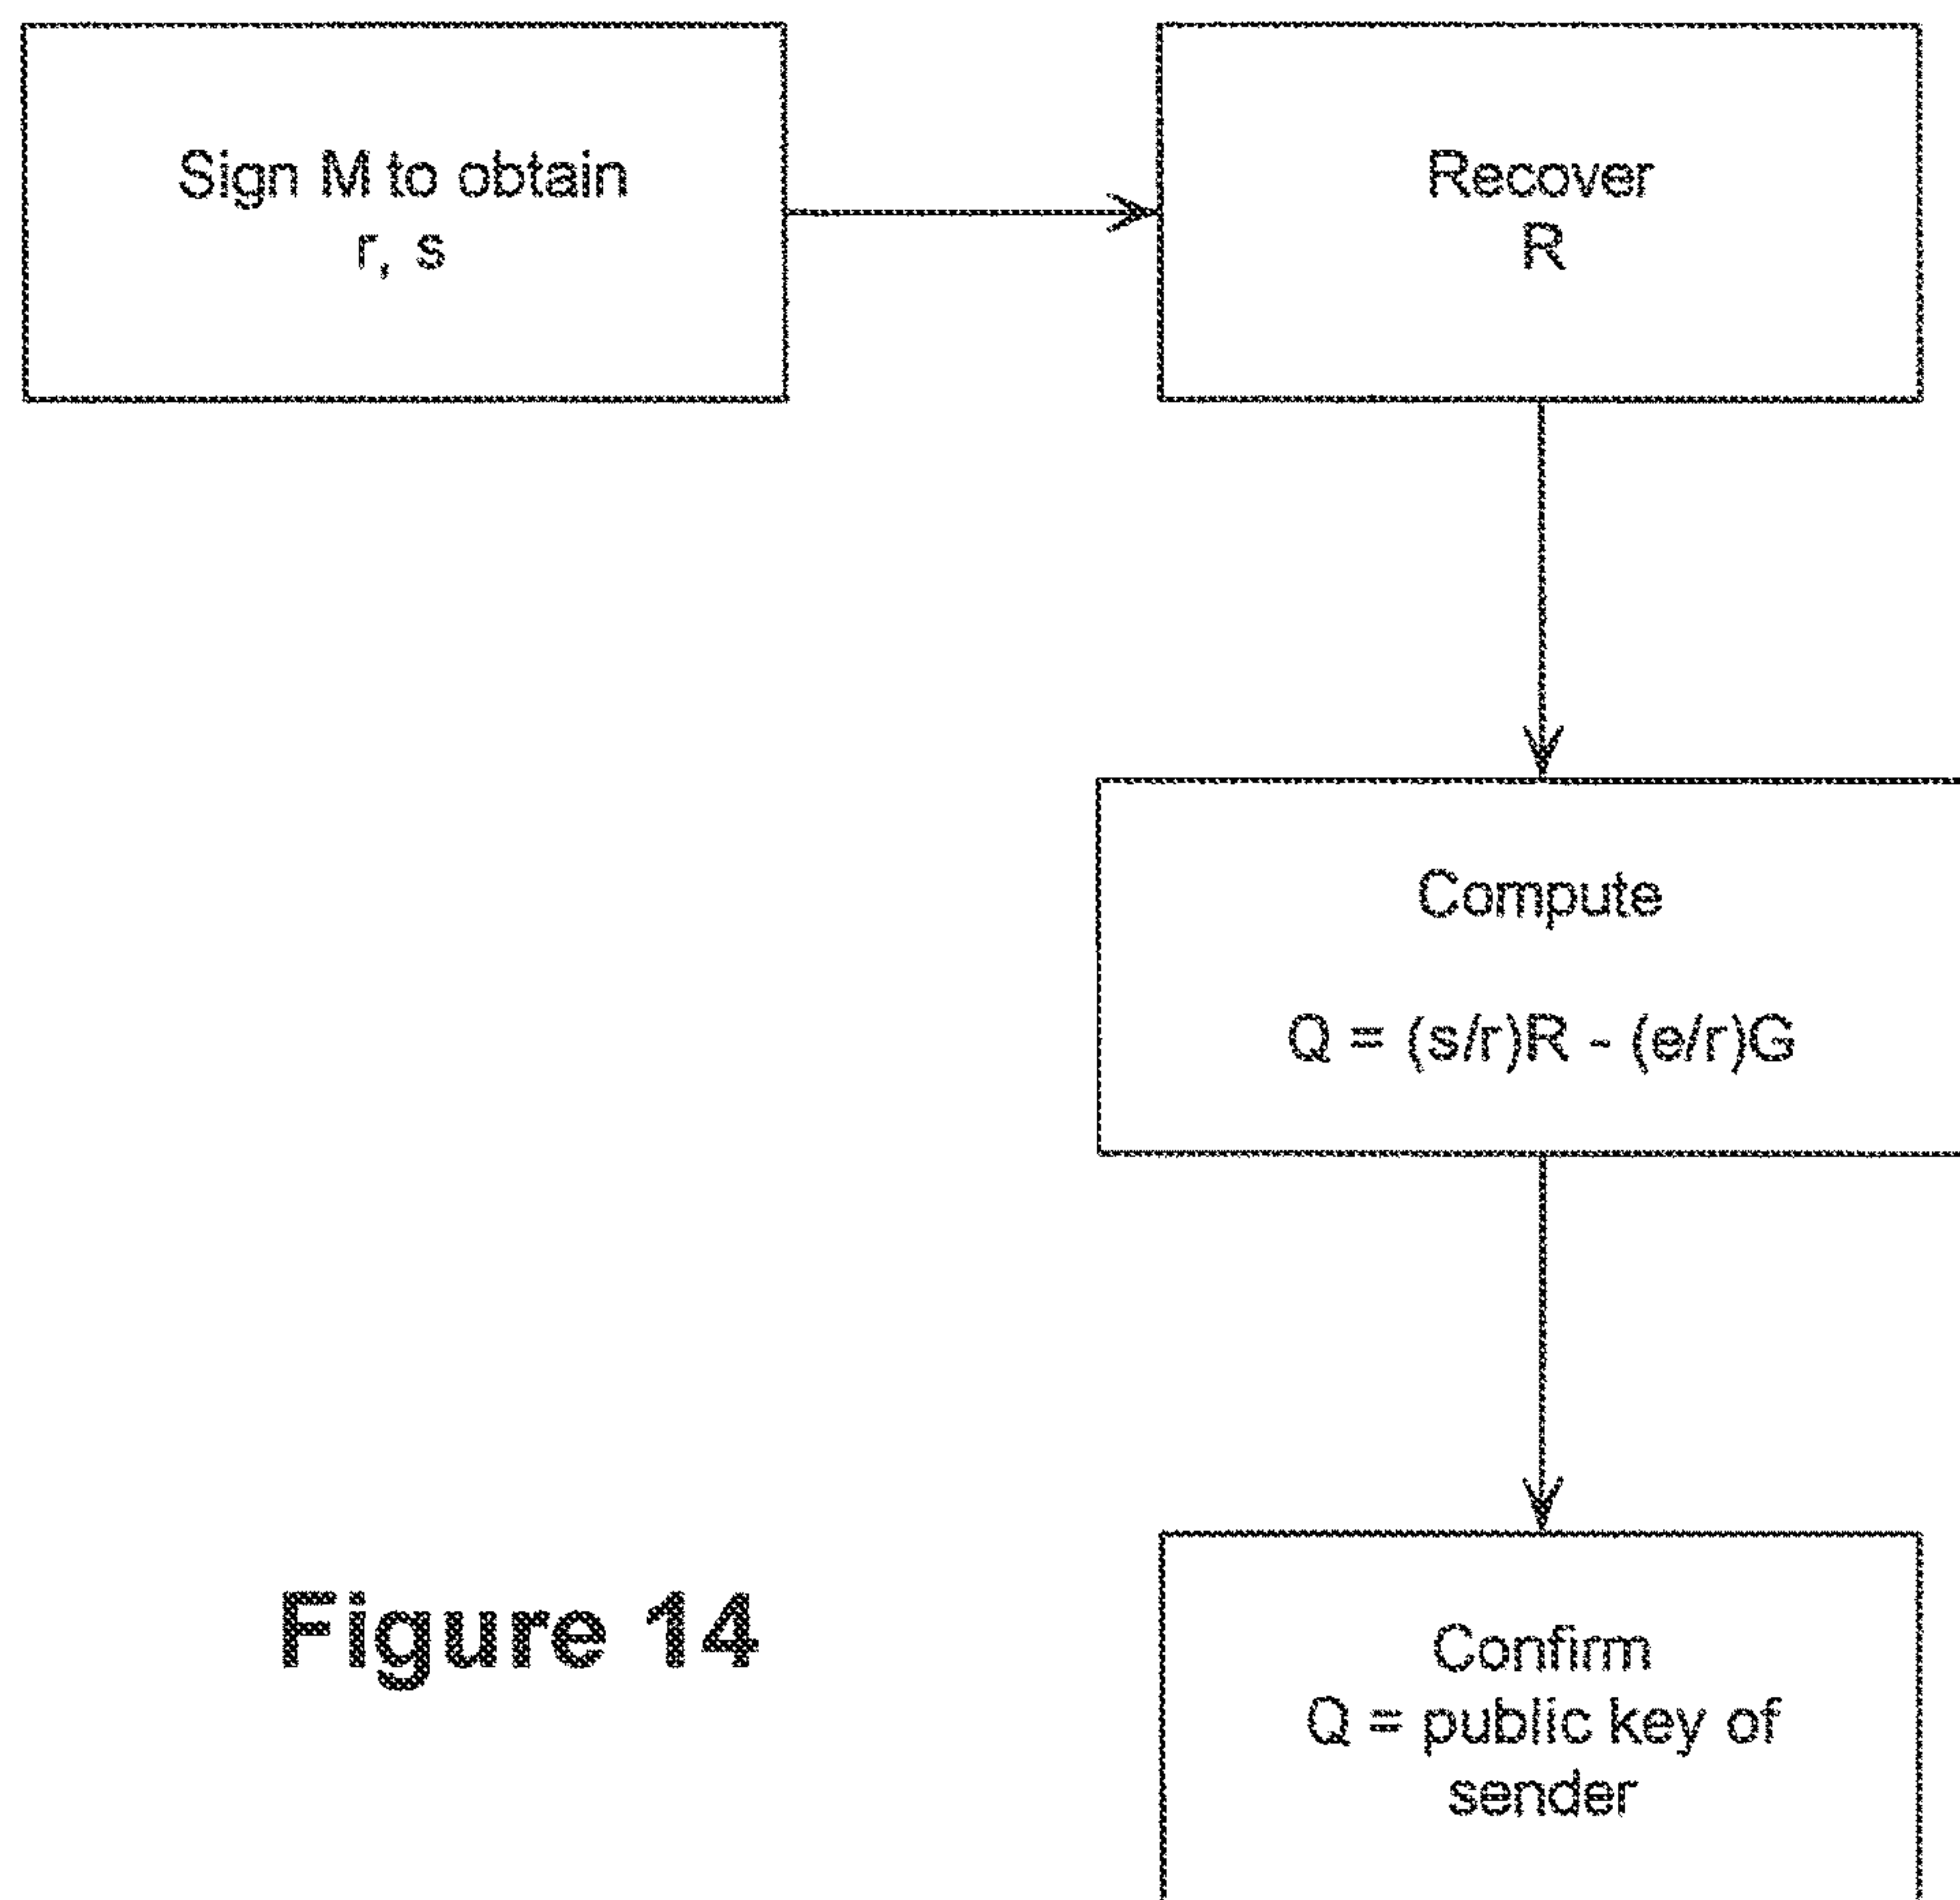 Sign M to obtain
r, s
Recover
R
Compute
Q = (s/r)R - (e/r)G
Confirm
Q = public key of
sender
Figure 14